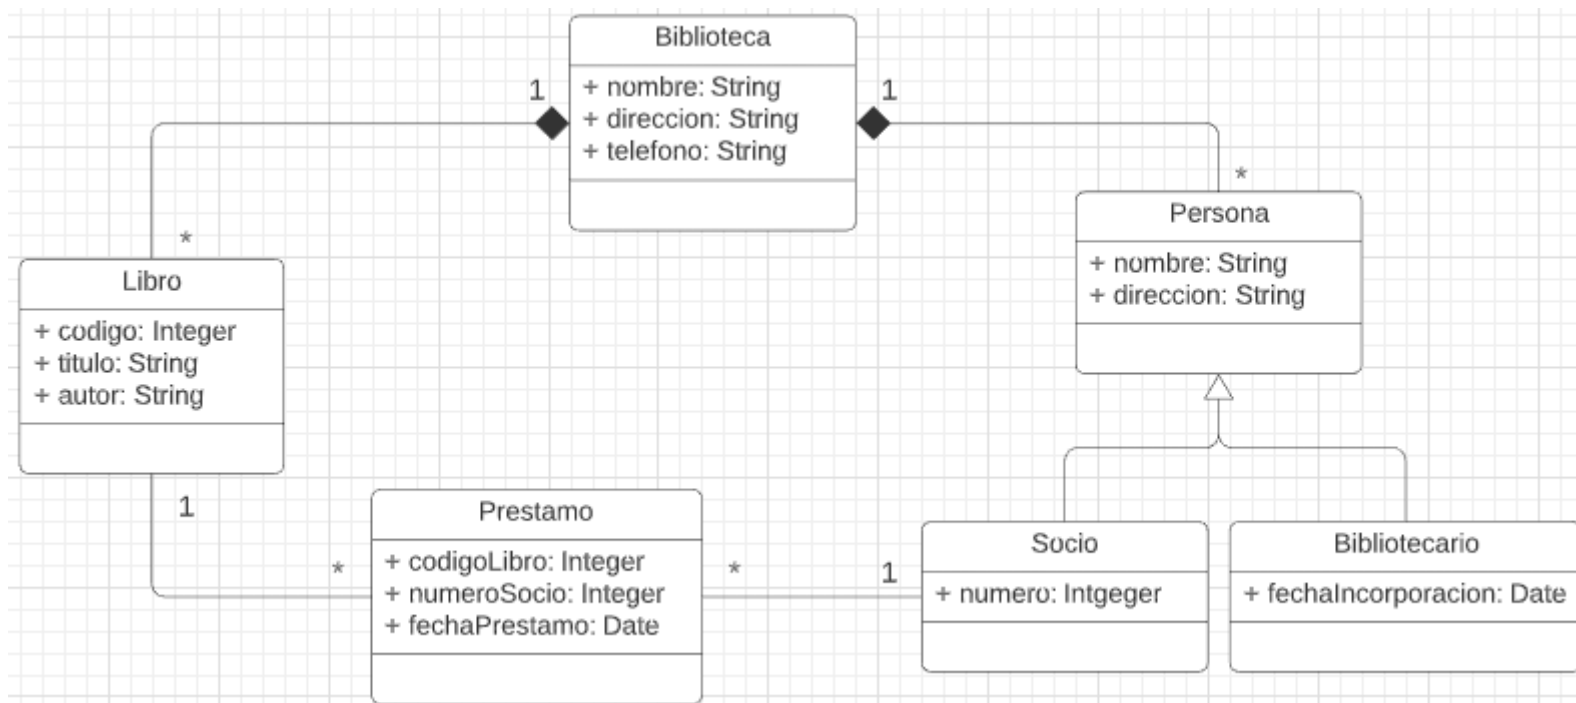 Biblioteca
+ nombre: String
+ direccion: String
+ telefono: String
1
1
*
*
Persona
+ nombre: String
+ direccion: String
Libro
+ codigo: Integer
+ titulo: String
+ autor: String
1
*
Prestamo
+ codigoLibro: Integer
+ numeroSocio: Integer
+ fechaPrestamo: Date
*
1
Socio
+ numero: Intgeger
Bibliotecario
+ fechaIncorporacion: Date